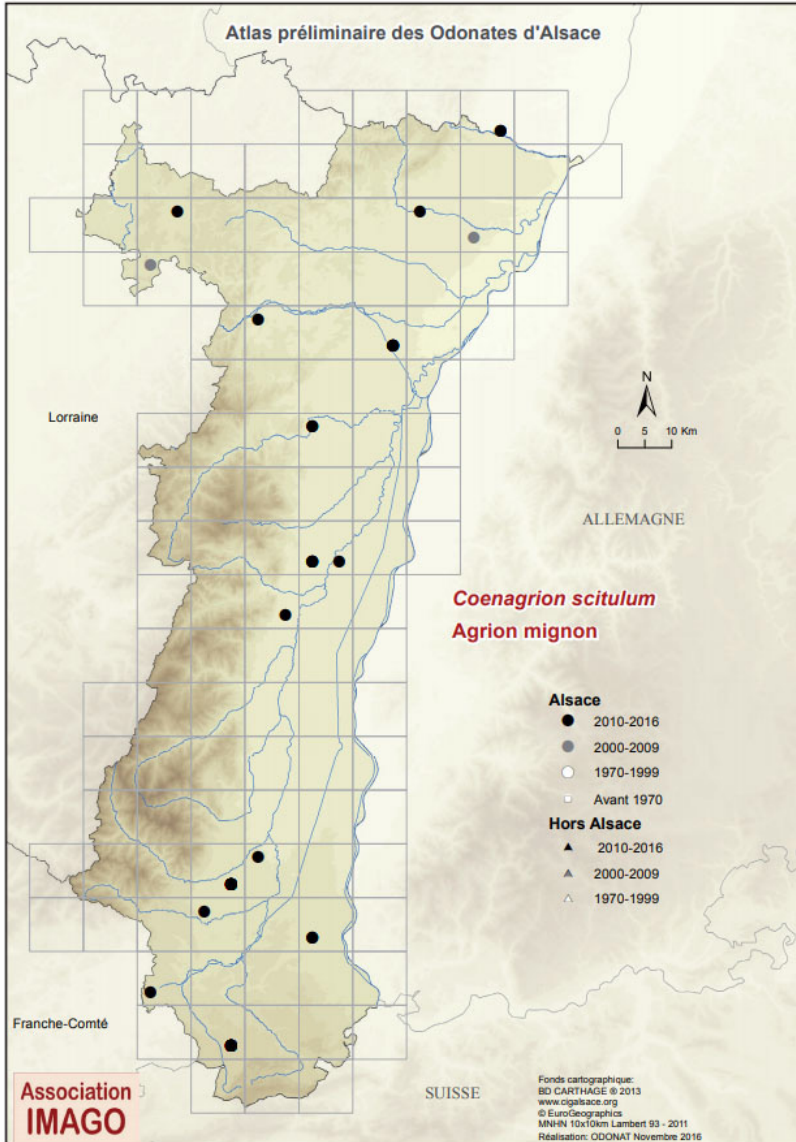 Atlas préliminaire des Odonates d'Alsace
Lorraine
N
0 5 10 Km
ALLEMAGNE
Coenagrion scitulum
Agrion mignon
Alsace
2010-2016
2000-2009
1970-1999
Avant 1970
Hors Alsace
2010-2016
2000-2009
1970-1999
Franche-Comté
SUISSE
Association
IMAGO
Fonds cartographique:
BD CARTHAGE ® 2013
www.cigalsace.org
© EuroGeographics
MNHN 10x10km Lambert 93 - 2011
Réalisation: ODONAT Novembre 2016